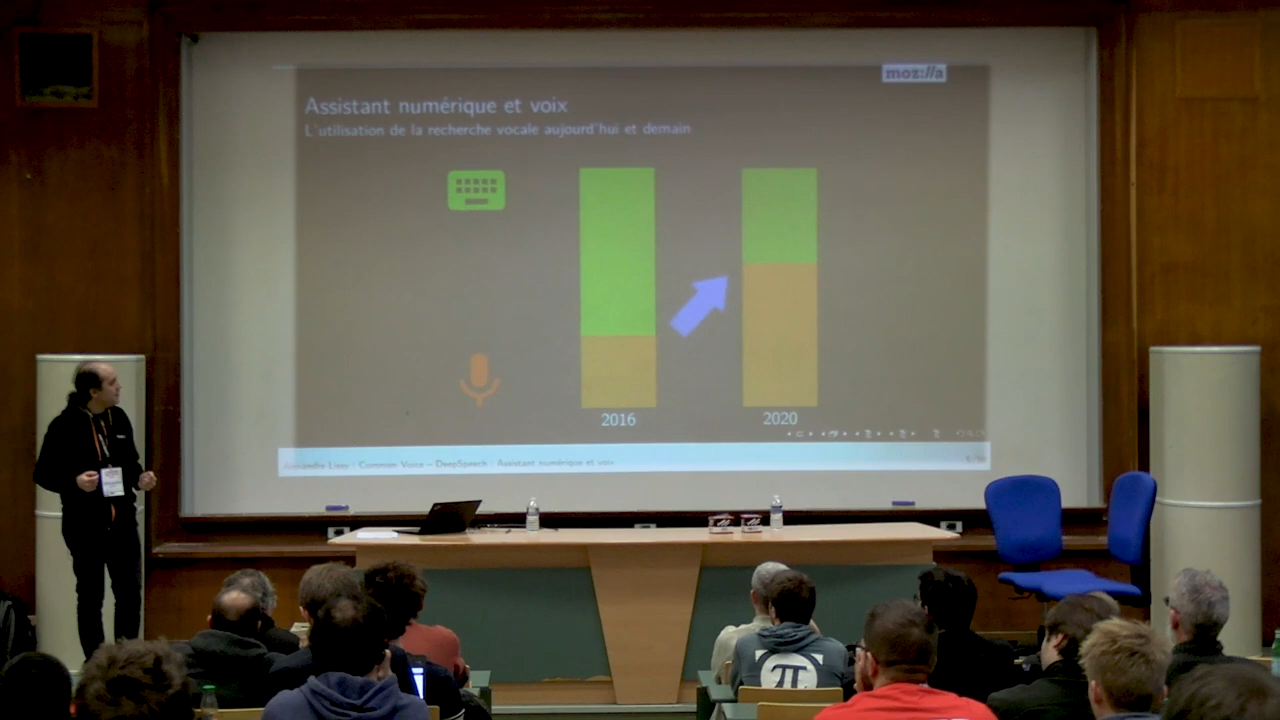 moz://a
Assistant numérique et voix
L'utilisation de la recherche vocale aujourd'hui et demain
2016
2020
Common Voice – DeepSpeech | Assistant numérique et voix
π